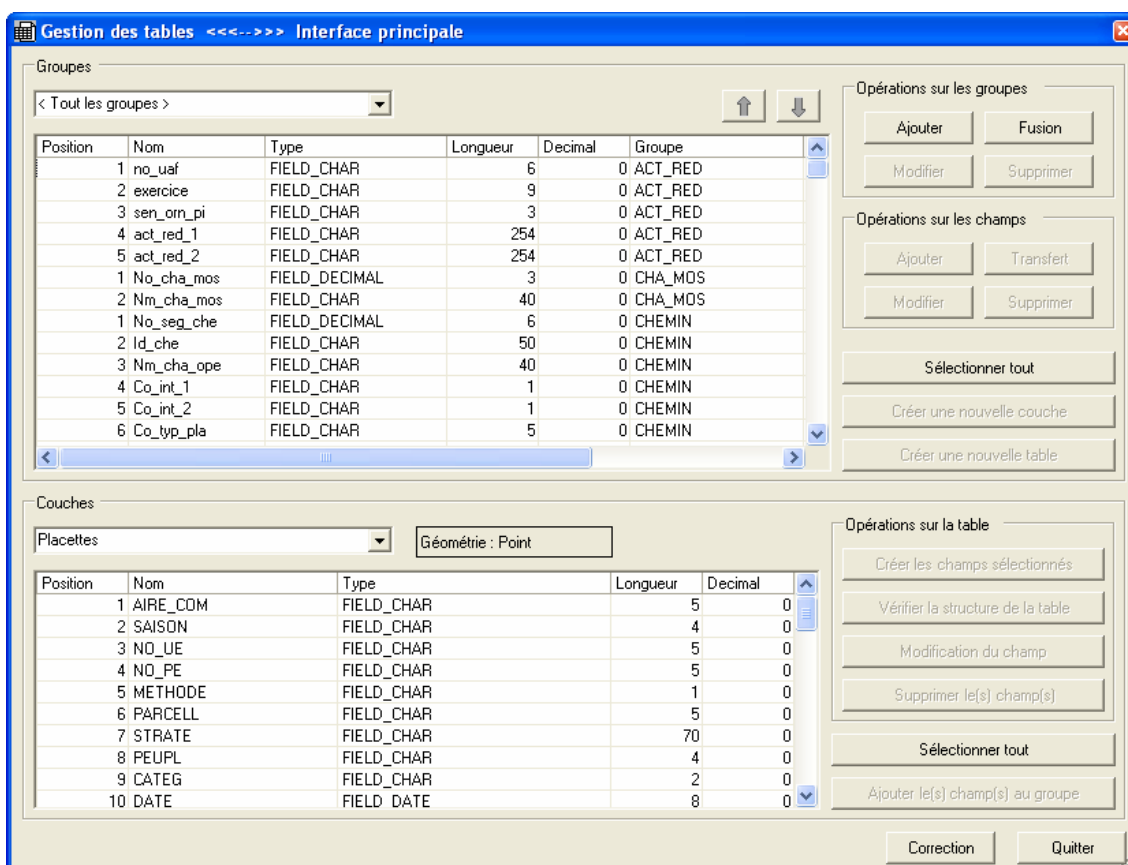 Gestion des tables <<<-->>> Interface principale
Groupes
< Tout les groupes >
Position Nom Type Longueur Decimal Groupe
1 no_uaf FIELD_CHAR 6 0 ACT_RED
2 exercice FIELD_CHAR 9 0 ACT_RED
3 sen_orn_pi FIELD_CHAR 3 0 ACT_RED
4 act_red_1 FIELD_CHAR 254 0 ACT_RED
5 act_red_2 FIELD_CHAR 254 0 ACT_RED
1 No_cha_mos FIELD_DECIMAL 3 0 CHA_MOS
2 Nm_cha_mos FIELD_CHAR 40 0 CHA_MOS
1 No_seg_che FIELD_DECIMAL 6 0 CHEMIN
2 Id_che FIELD_CHAR 50 0 CHEMIN
3 Nm_cha_ope FIELD_CHAR 40 0 CHEMIN
4 Co_int_1 FIELD_CHAR 1 0 CHEMIN
5 Co_int_2 FIELD_CHAR 1 0 CHEMIN
6 Co_typ_pla FIELD_CHAR 5 0 CHEMIN
Opérations sur les groupes
Ajouter Fusion
Modifier Supprimer
Opérations sur les champs
Ajouter Transfert
Modifier Supprimer
Sélectionner tout
Créer une nouvelle couche
Créer une nouvelle table
Couches
Placettes
Géométrie : Point
Position Nom Type Longueur Decimal
1 AIRE_COM FIELD_CHAR 5 0
2 SAISON FIELD_CHAR 4 0
3 NO_UE FIELD_CHAR 5 0
4 NO_PE FIELD_CHAR 5 0
5 METHODE FIELD_CHAR 1 0
6 PARCELL FIELD_CHAR 5 0
7 STRATE FIELD_CHAR 70 0
8 PEUPL FIELD_CHAR 4 0
9 CATEG FIELD_CHAR 2 0
10 DATE FIELD_DATE 8 0
Opérations sur la table
Créer les champs sélectionnés
Vérifier la structure de la table
Modification du champ
Supprimer le(s) champ(s)
Sélectionner tout
Ajouter le(s) champ(s) au groupe
Correction Quitter